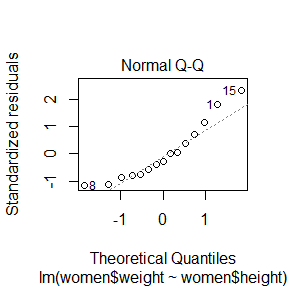 Normal Q-Q
Standardized residuals
2
1
0
-1
15
1
8
-1
0
1
Theoretical Quantiles
lm(women$weight ~ women$height)